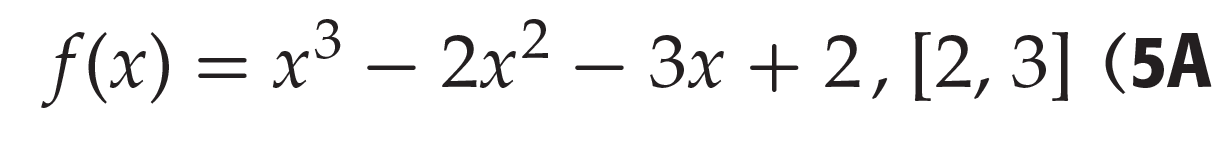 f(x) = x³ − 2x² − 3x + 2, [2, 3] (5A